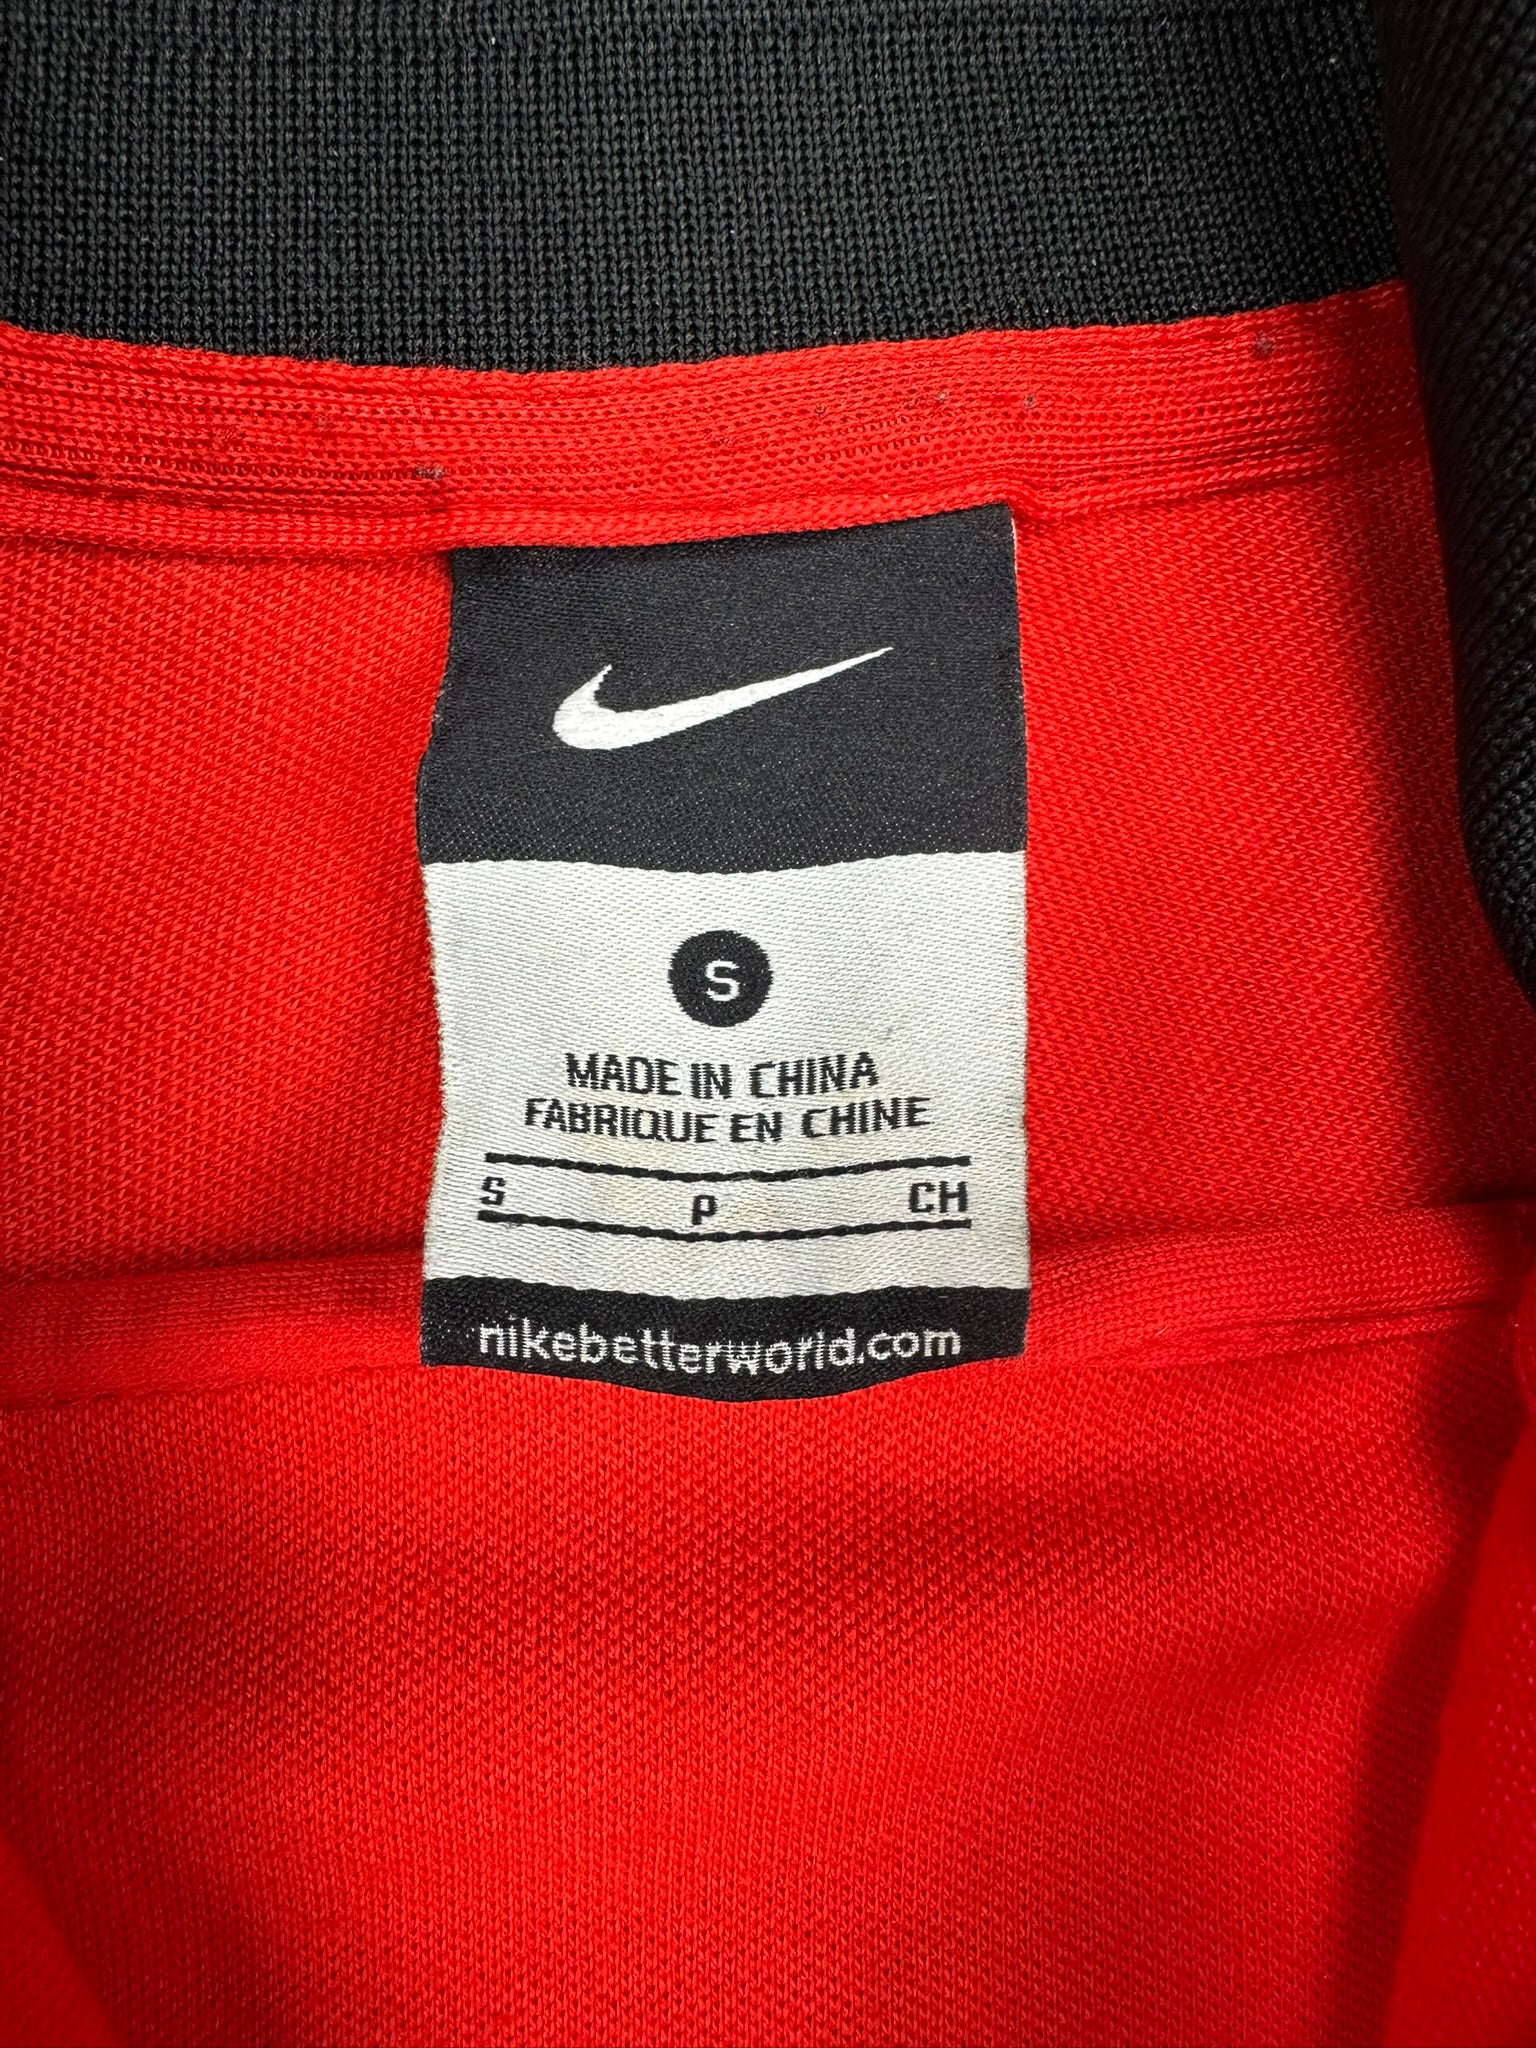 S
MADE IN CHINA
FABRIQUE EN CHINE
S P CH
nikebetterworld.com